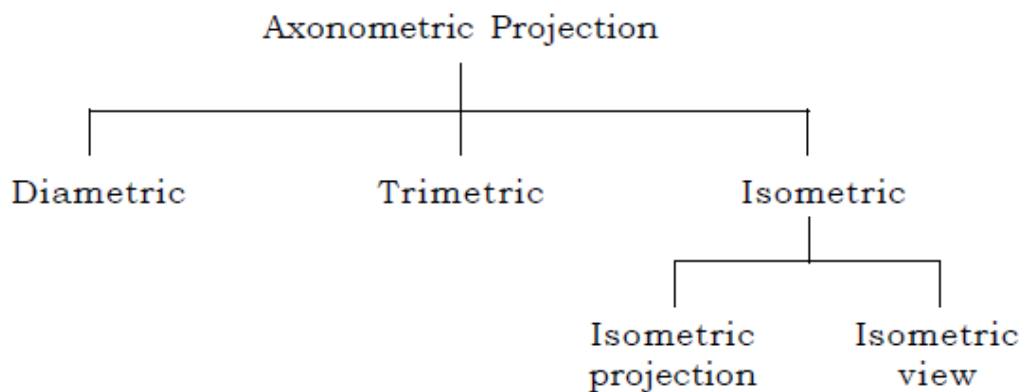 Axonometric Projection
Diametric
Trimetric
Isometric
Isometric
projection
Isometric
view